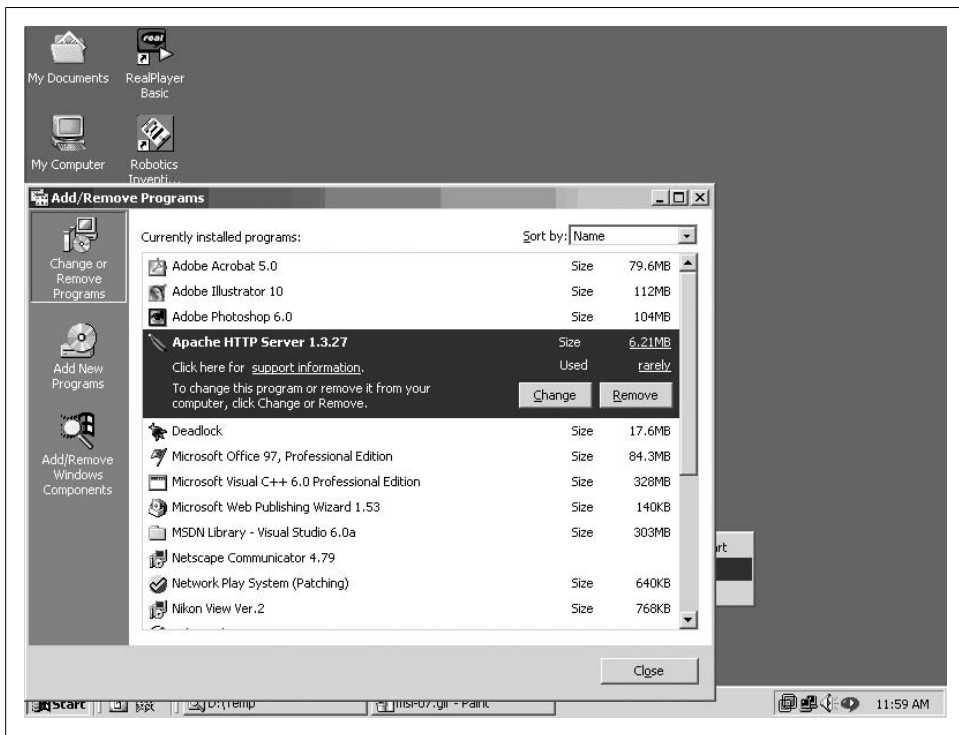 My Documents
RealPlayer
Basic
My Computer
Robotics
Inventi...
Add/Remove Programs
Change or
Remove
Programs
Add New
Programs
Add/Remove
Windows
Components
Currently installed programs:
Sort by: Name
Adobe Acrobat 5.0 Size 79.6MB
Adobe Illustrator 10 Size 112MB
Adobe Photoshop 6.0 Size 104MB
Apache HTTP Server 1.3.27 Size 6.21MB
Click here for support information. Used rarely
To change this program or remove it from your
computer, click Change or Remove.
Change Remove
Deadlock Size 17.6MB
Microsoft Office 97, Professional Edition Size 84.3MB
Microsoft Visual C++ 6.0 Professional Edition Size 328MB
Microsoft Web Publishing Wizard 1.53 Size 140KB
MSDN Library - Visual Studio 6.0a Size 303MB
Netscape Communicator 4.79
Network Play System (Patching) Size 640KB
Nikon View Ver.2 Size 768KB
Close
Start D:\Temp msi-07.gif - Paint 11:59 AM